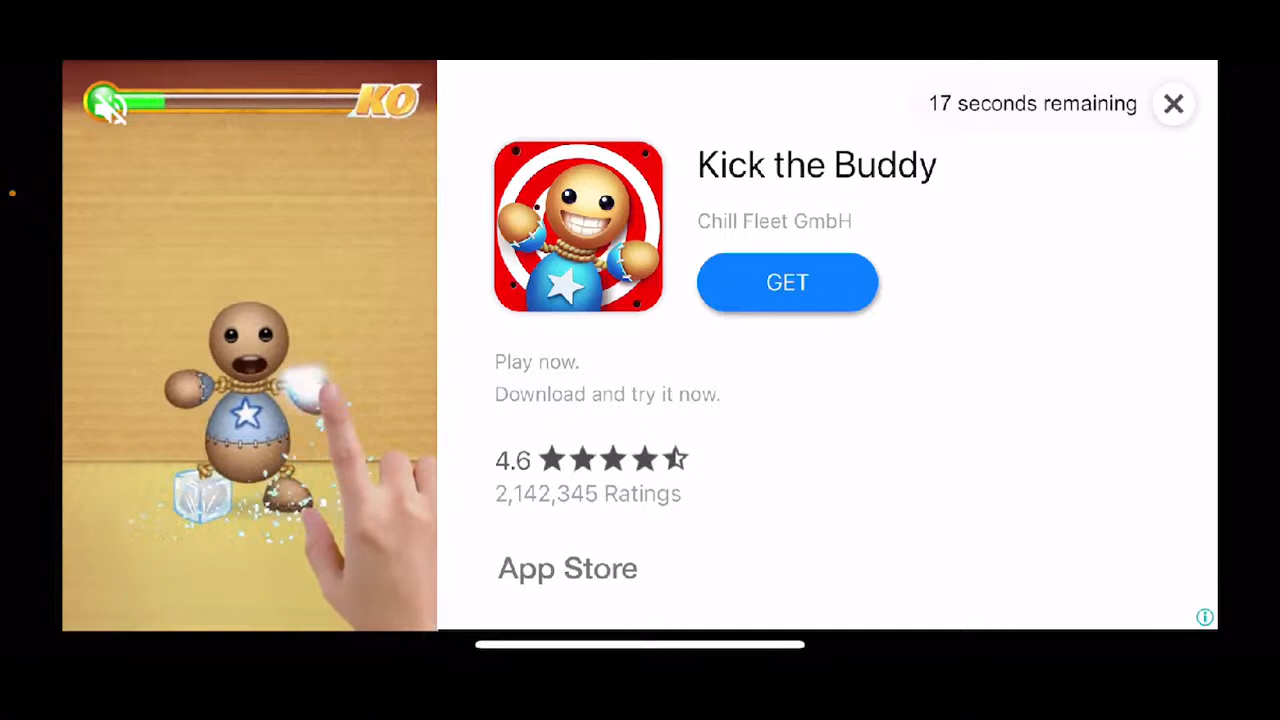 KO
17 seconds remaining
Kick the Buddy
Chill Fleet GmbH
GET
Play now.
Download and try it now.
4.6
2,142,345 Ratings
App Store